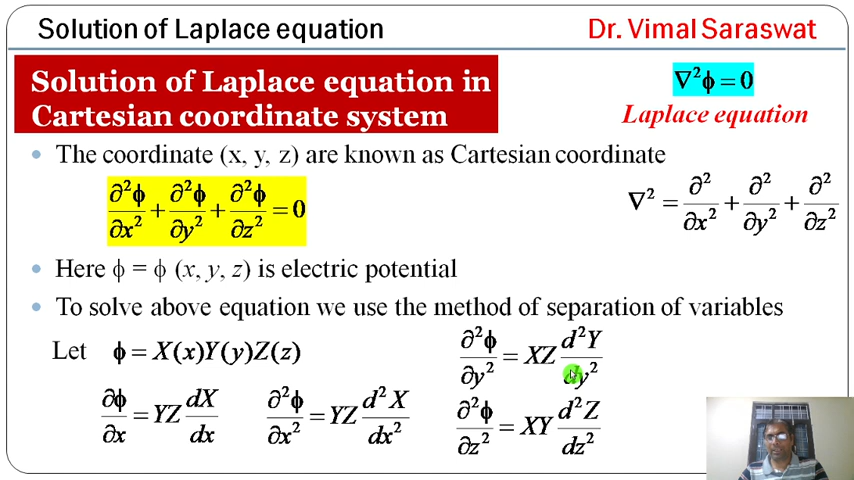 Solution of Laplace equation
Dr. Vimal Saraswat
Solution of Laplace equation in
Cartesian coordinate system
∇²ϕ = 0
Laplace equation
• The coordinate (x, y, z) are known as Cartesian coordinate
∂²ϕ/∂x² + ∂²ϕ/∂y² + ∂²ϕ/∂z² = 0
∇² = ∂²/∂x² + ∂²/∂y² + ∂²/∂z²
• Here ϕ = ϕ (x, y, z) is electric potential
• To solve above equation we use the method of separation of variables
Let ϕ = X(x)Y(y)Z(z)
∂²ϕ/∂y² = XZ d²Y/dy²
∂ϕ/∂x = YZ dX/dx
∂²ϕ/∂x² = YZ d²X/dx²
∂²ϕ/∂z² = XY d²Z/dz²